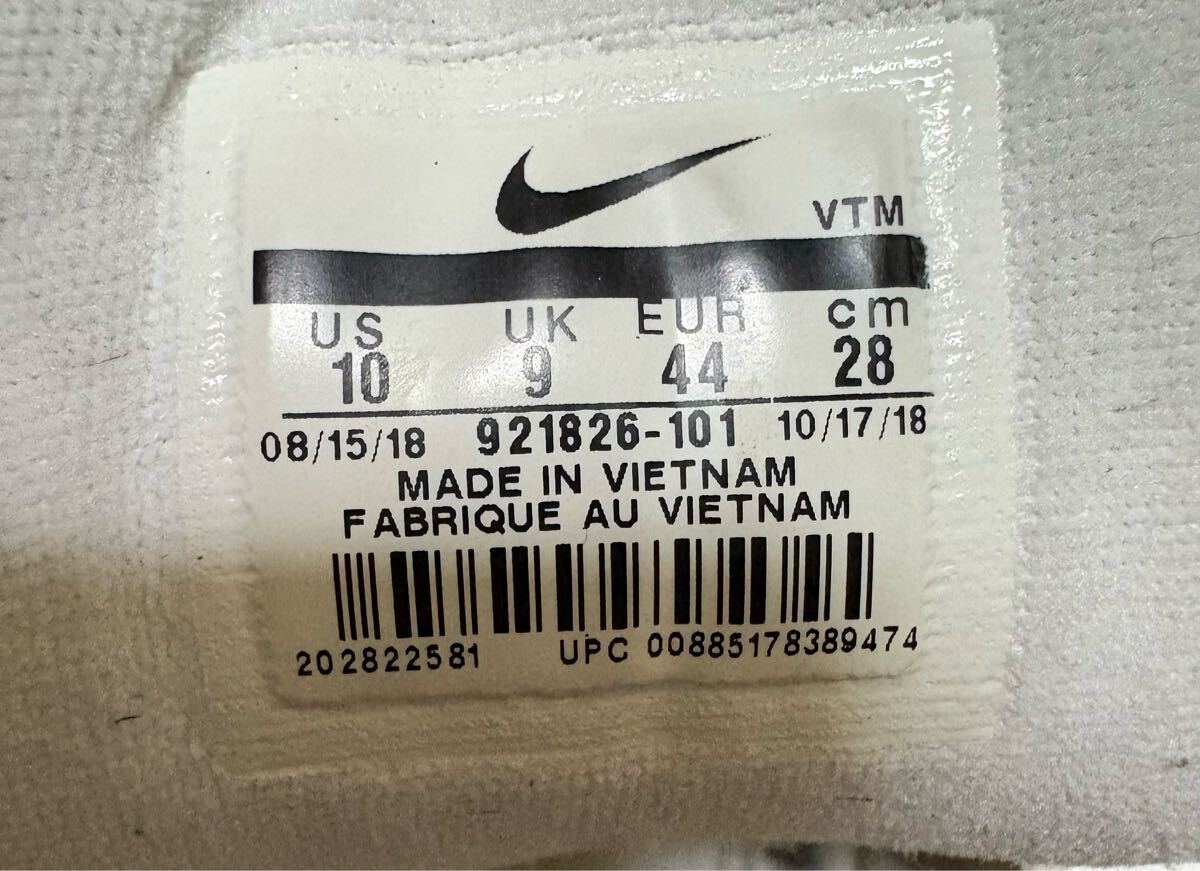 VTM
US UK EUR cm
10 9 44 28
08/15/18 921826-101 10/17/18
MADE IN VIETNAM
FABRIQUE AU VIETNAM
202822581 UPC 00885178389474